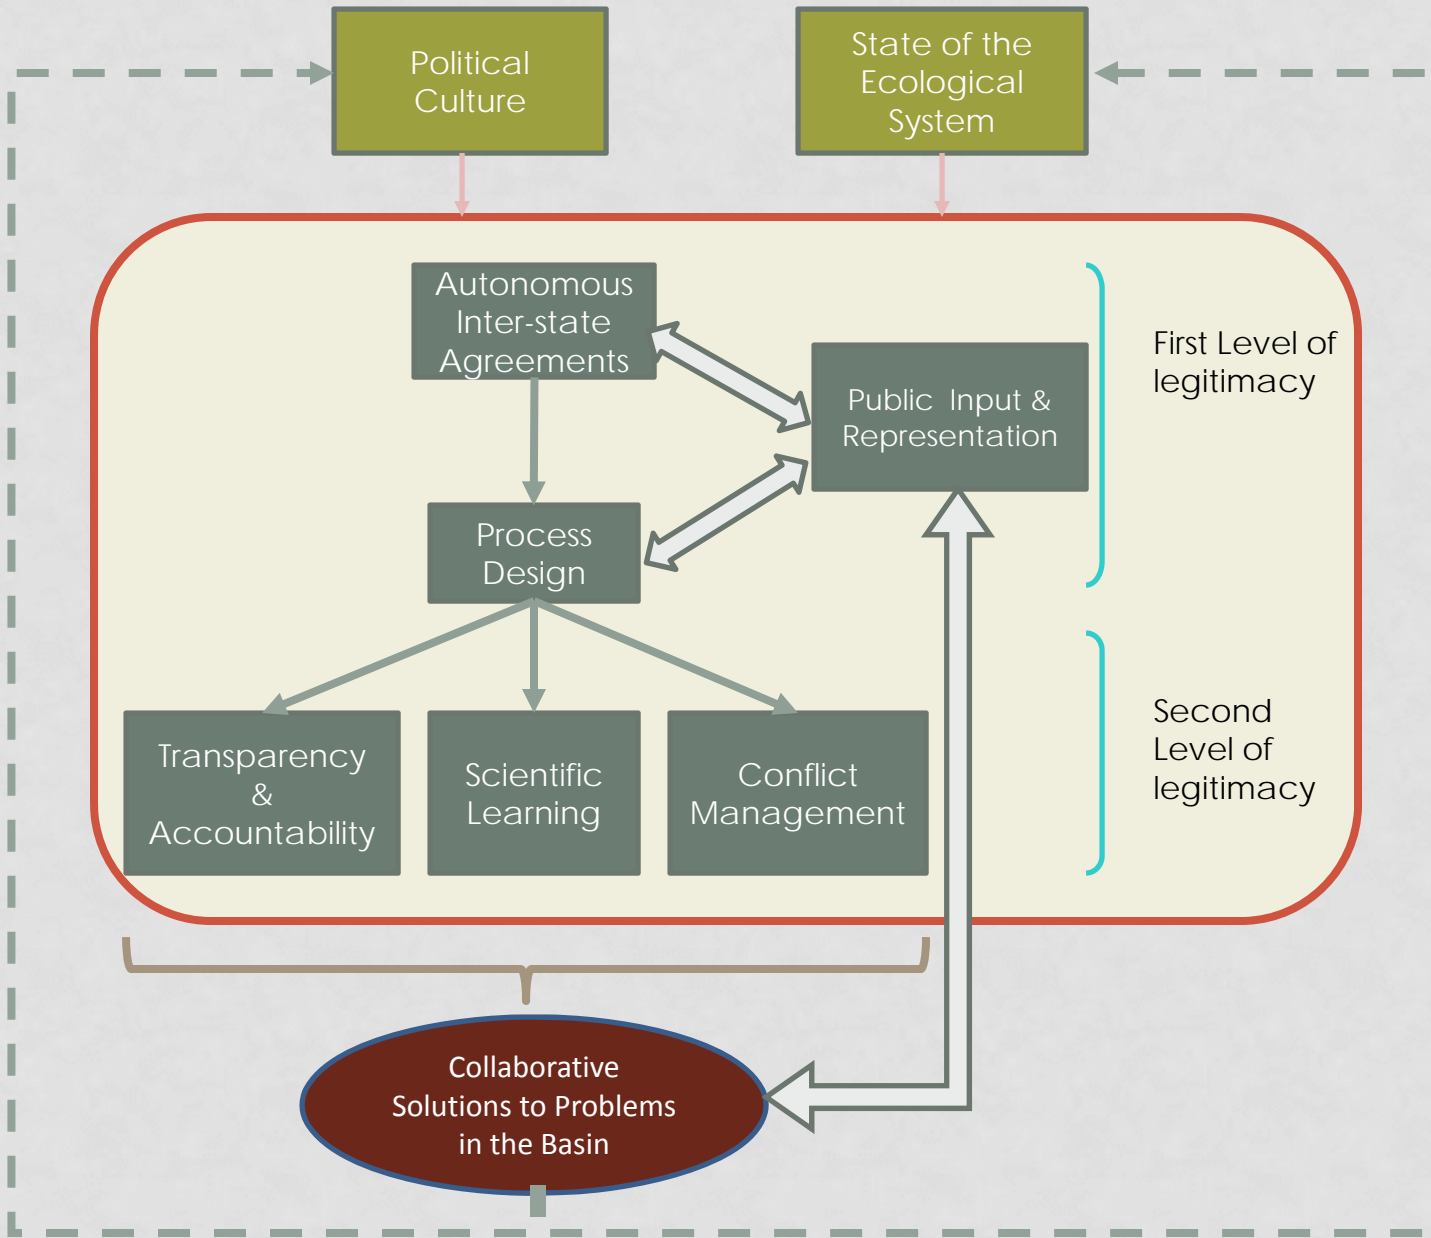 Political
Culture
State of the
Ecological
System
Autonomous
Inter-state
Agreements
Public Input &
Representation
First Level of
legitimacy
Process
Design
Transparency
&
Accountability
Scientific
Learning
Conflict
Management
Second
Level of
legitimacy
Collaborative
Solutions to Problems
in the Basin